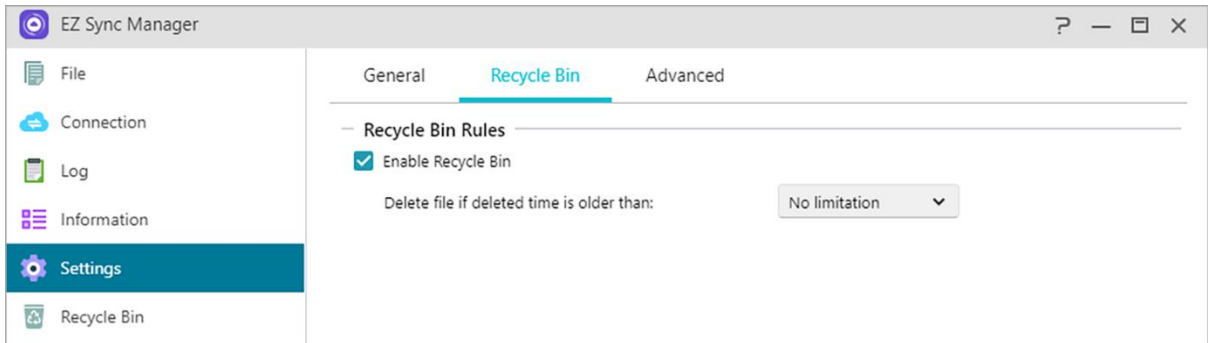 EZ Sync Manager
File
Connection
Log
Information
Settings
Recycle Bin
General Recycle Bin Advanced
Recycle Bin Rules
Enable Recycle Bin
Delete file if deleted time is older than: No limitation